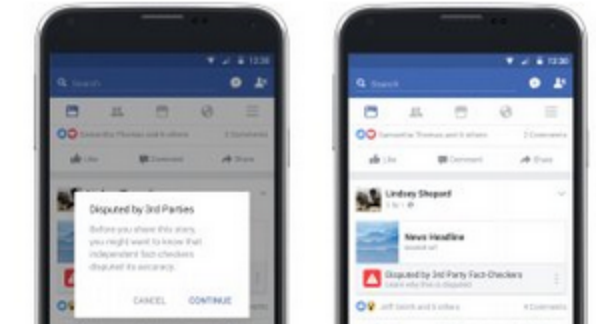 12:30
Search
Samantha Thomas and 6 others
2 Comments
Like Comment Share
Disputed by 3rd Parties
Before you share this story,
you might want to know that
independent fact-checkers
disputed its accuracy.
CANCEL CONTINUE
12:30
Search
Samantha Thomas and 6 others
2 Comments
Like Comment Share
Lindsey Shepard
News Headline
Disputed by 3rd Party Fact-Checkers
Learn why this is disputed
Jeff Smith and 5 others
4 Comments